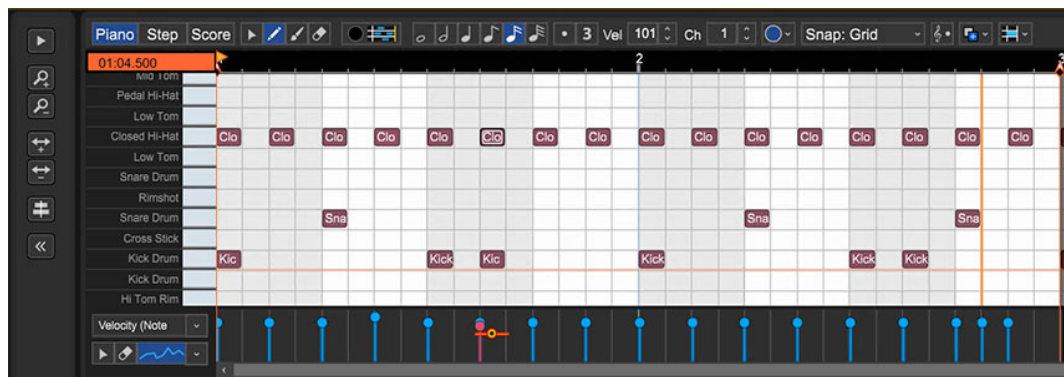 Piano Step Score 3 Vel 101 Ch 1 Snap: Grid
01:04.500 2 3
Mid Tom
Pedal Hi-Hat
Low Tom
Closed Hi-Hat Clo Clo Clo Clo Clo Clo Clo Clo Clo Clo Clo Clo Clo Clo Clo Clo
Low Tom
Snare Drum
Rimshot
Snare Drum Sna Sna Sna
Cross Stick
Kick Drum Kic Kick Kic Kick Kick Kick
Kick Drum
Hi Tom Rim
Velocity (Note